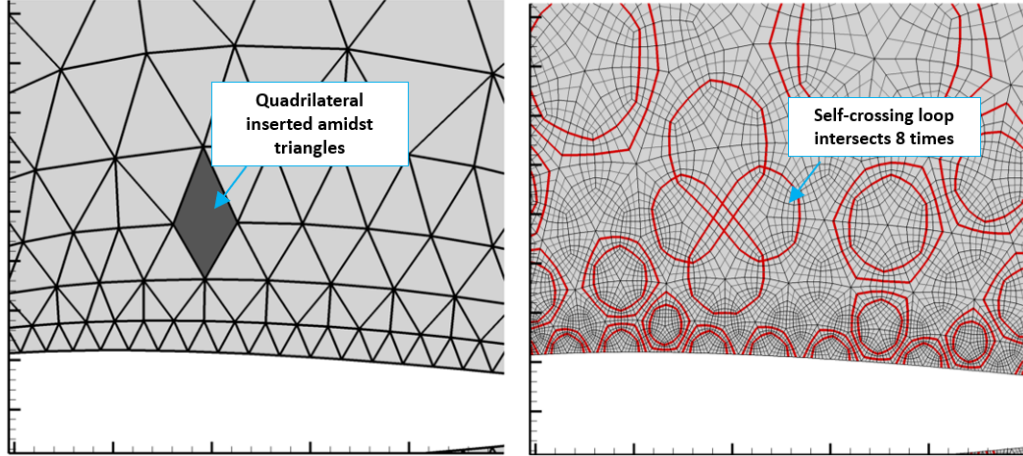 Quadrilateral
inserted amidst
triangles
Self-crossing loop
intersects 8 times